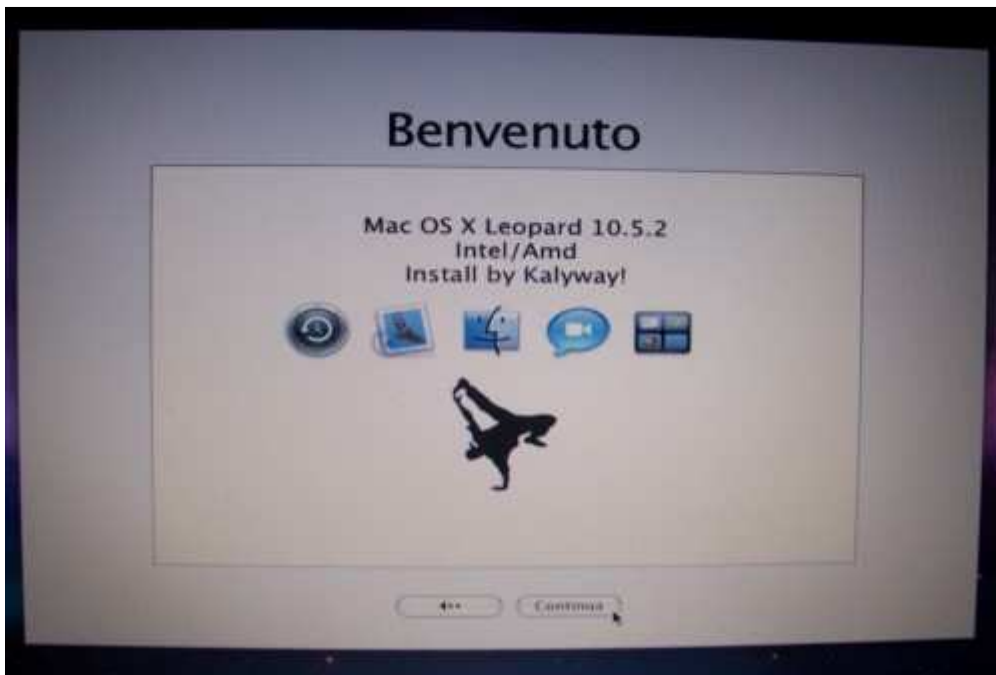 Benvenuto
Mac OS X Leopard 10.5.2
Intel/Amd
Install by Kalyway!
Continua